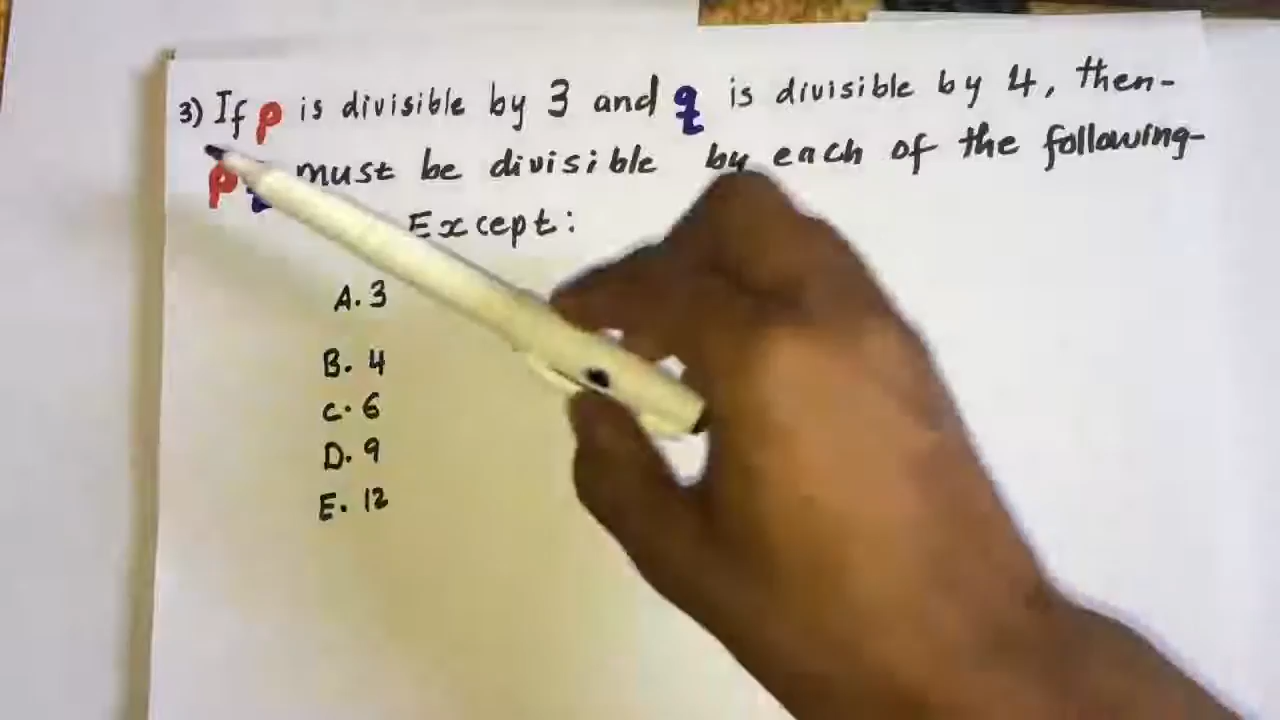 3) If p is divisible by 3 and q is divisible by 4, then-
pq must be divisible by each of the following-
Except:
A. 3
B. 4
C. 6
D. 9
E. 12